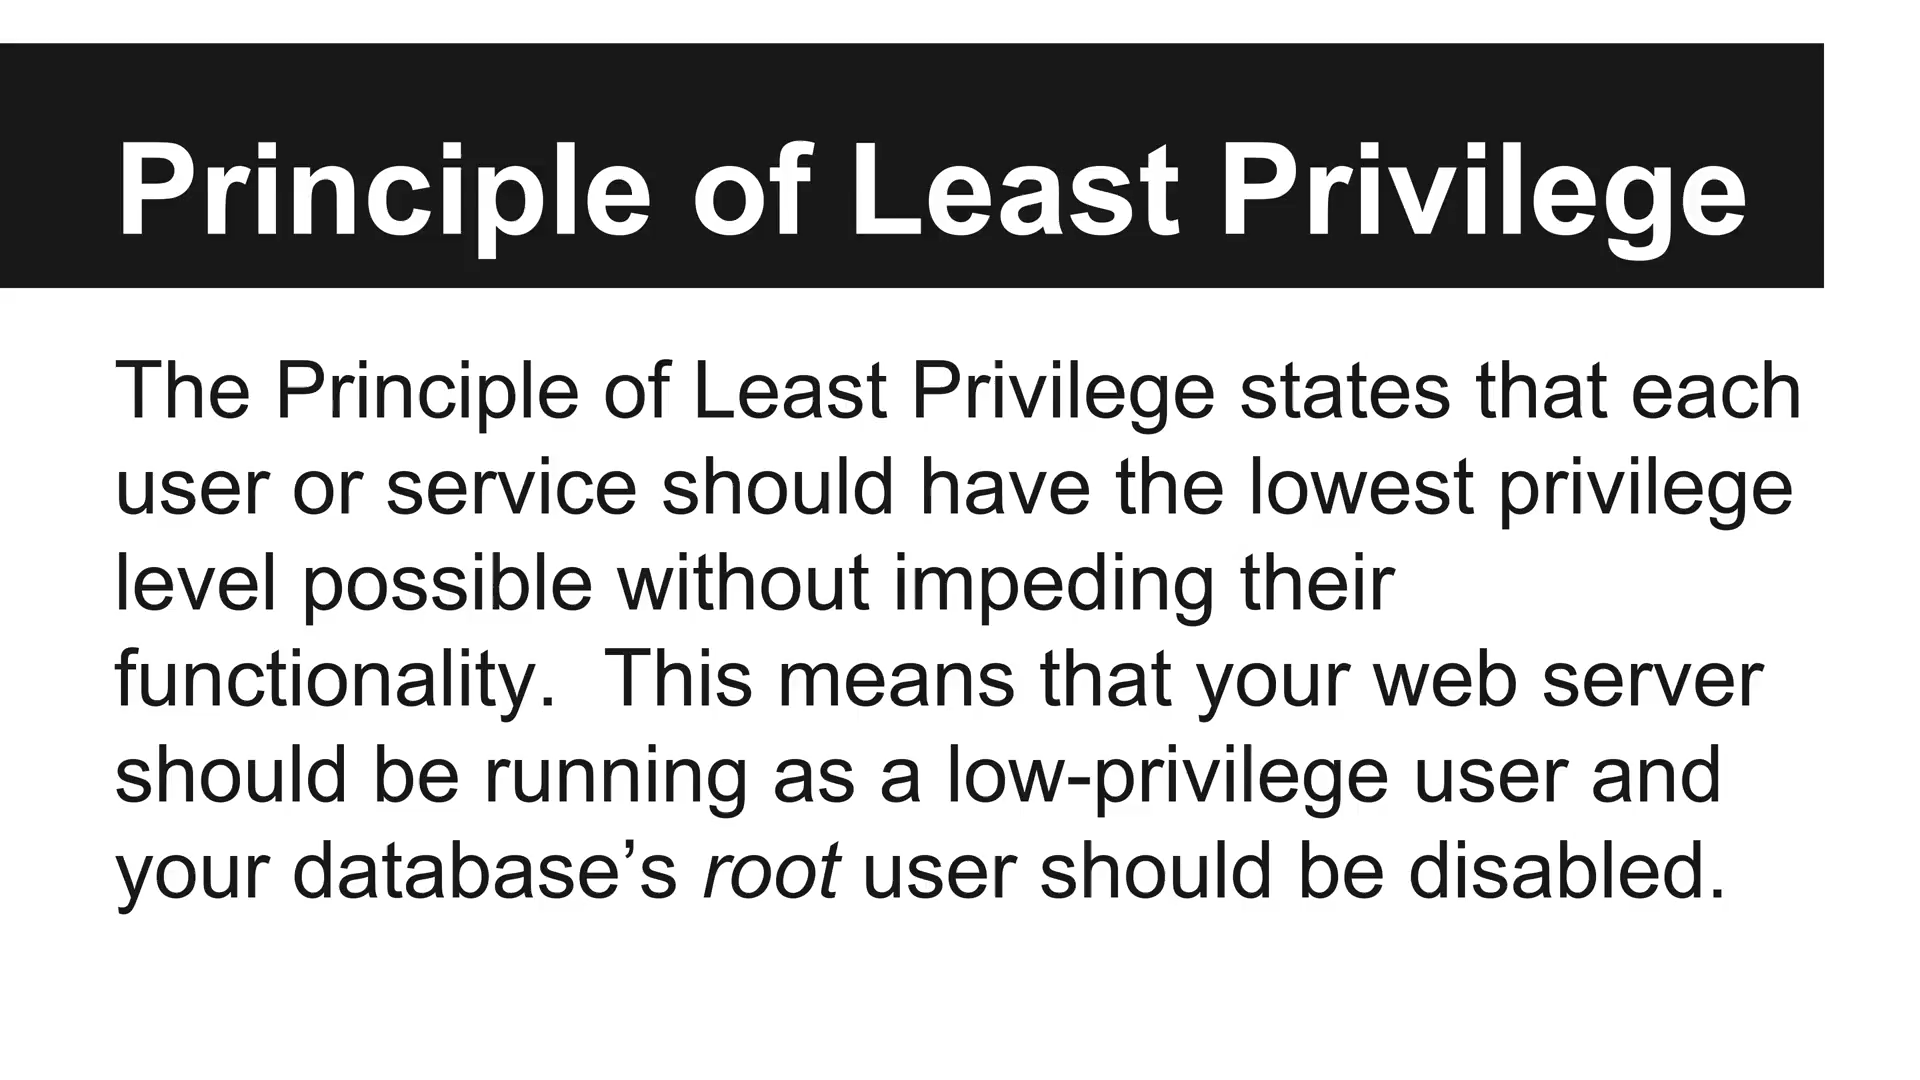 Principle of Least Privilege
The Principle of Least Privilege states that each
user or service should have the lowest privilege
level possible without impeding their
functionality.  This means that your web server
should be running as a low-privilege user and
your database’s root user should be disabled.